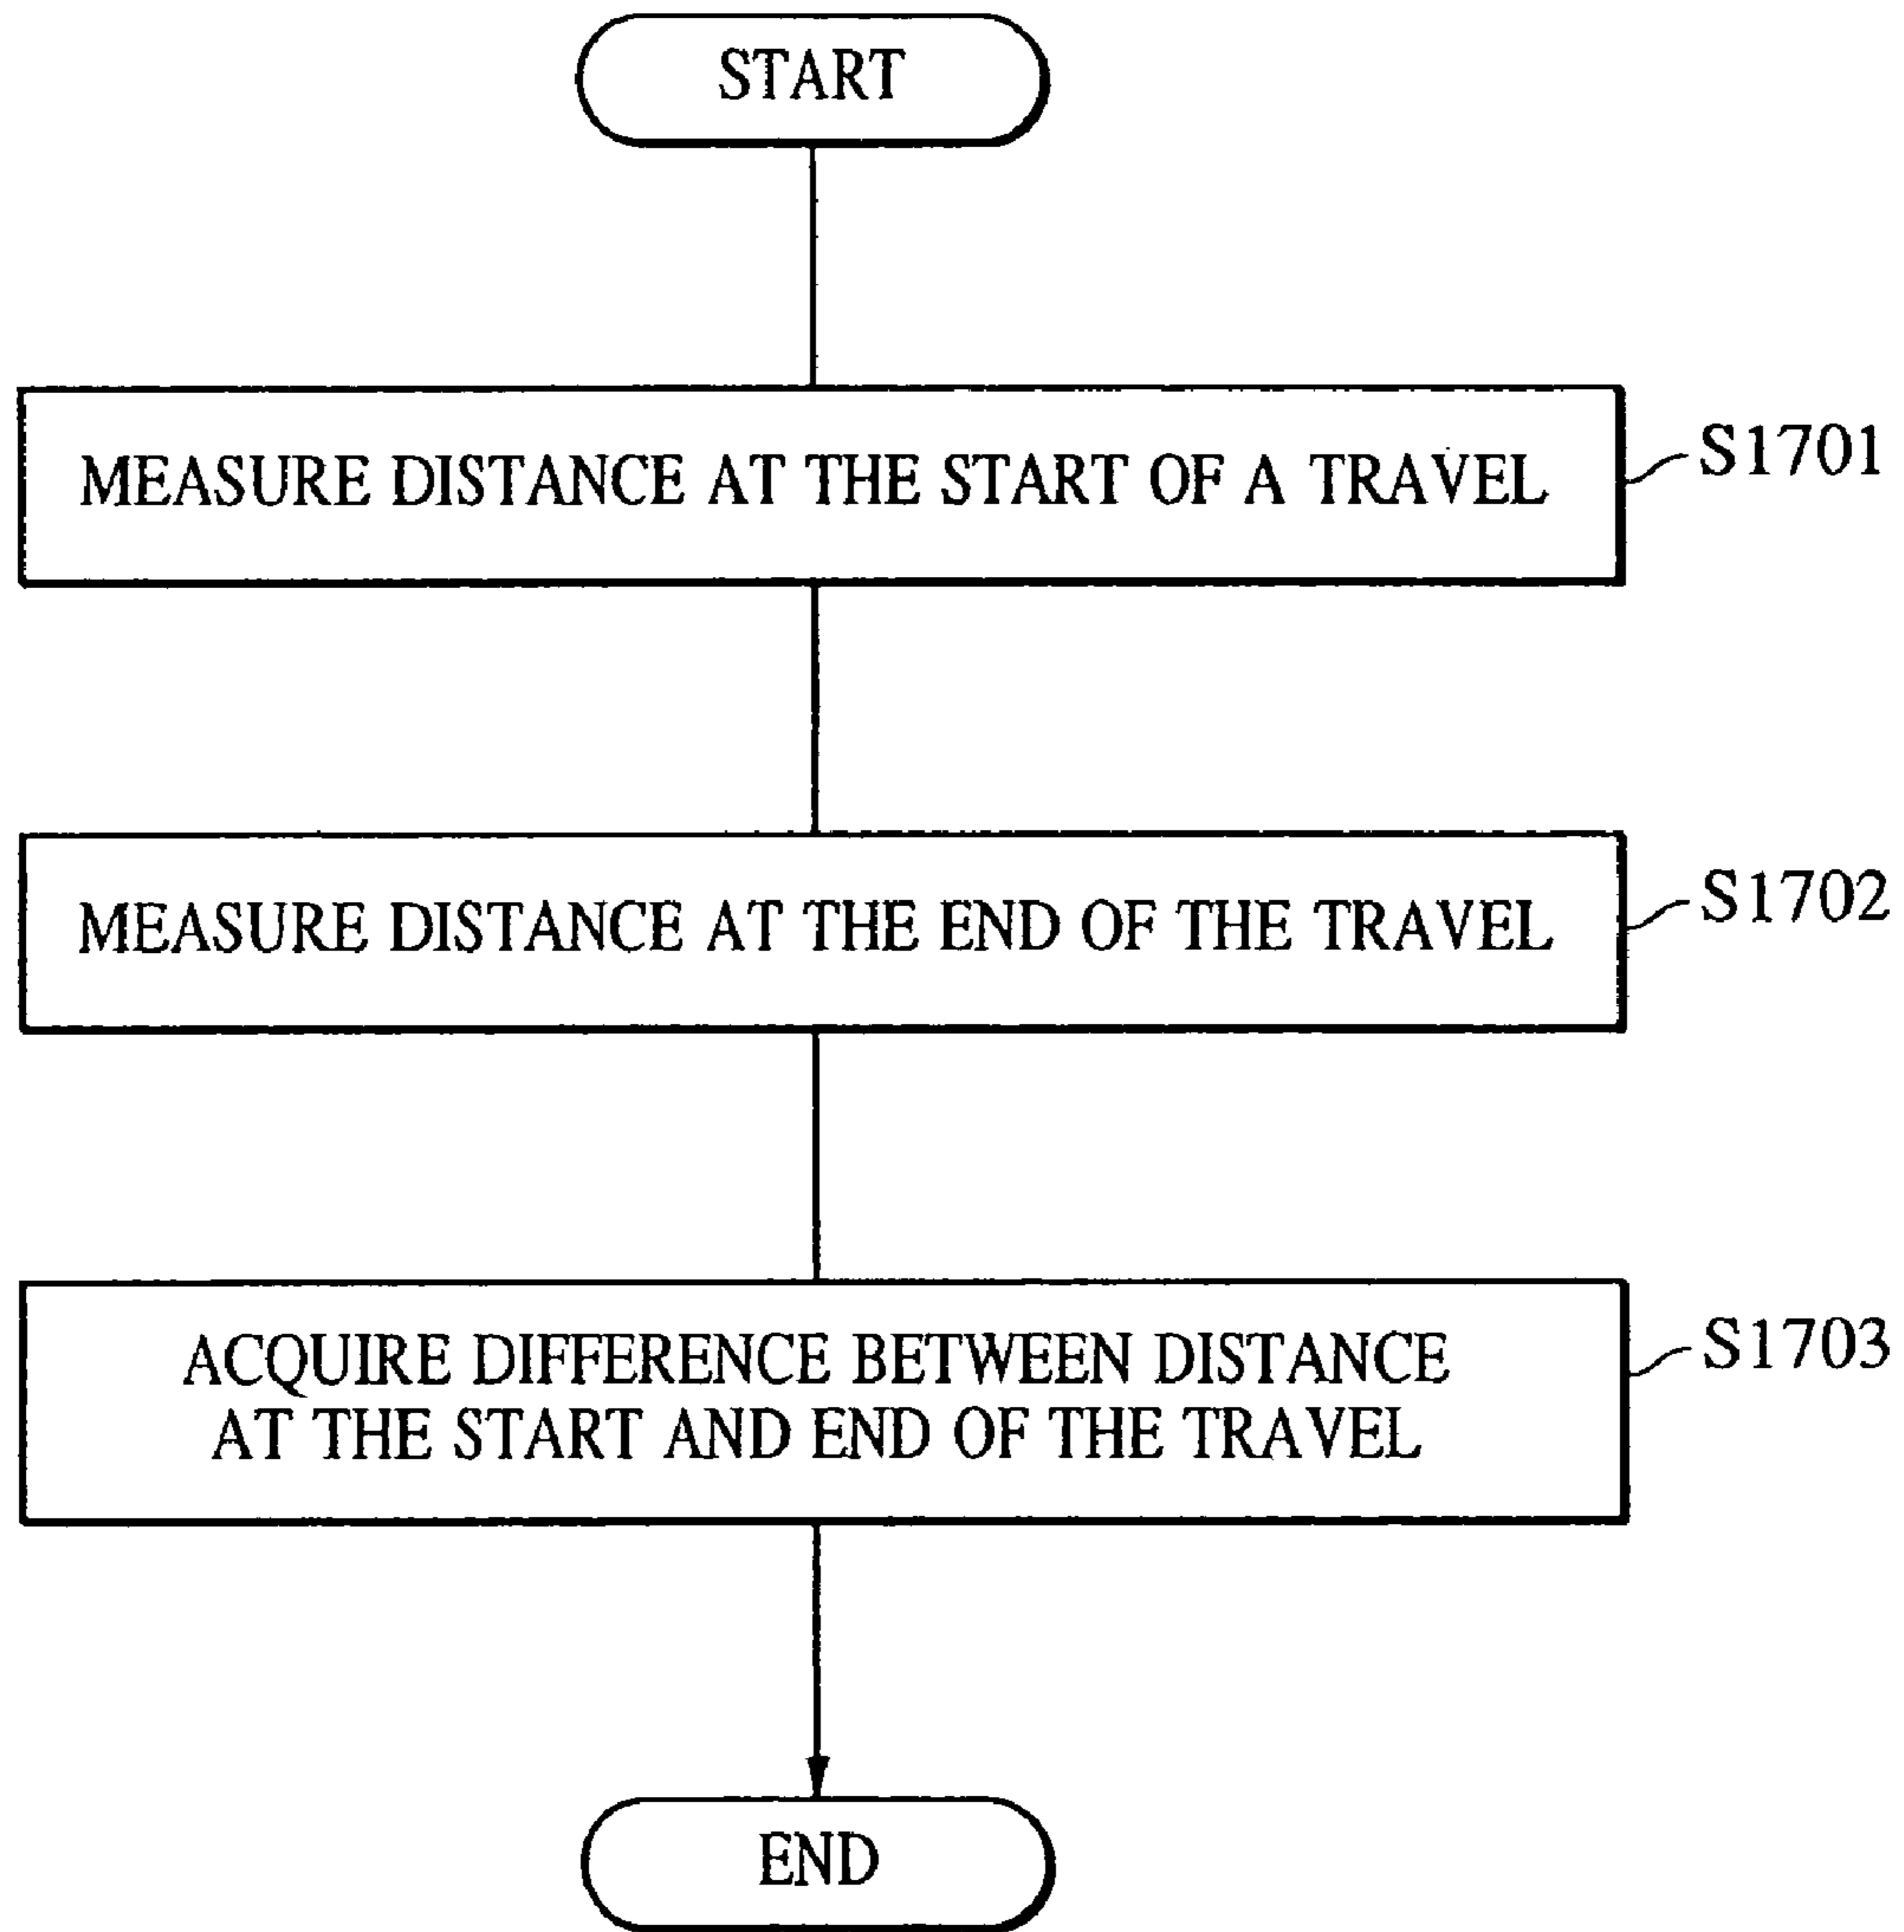 START
MEASURE DISTANCE AT THE START OF A TRAVEL
S1701
MEASURE DISTANCE AT THE END OF THE TRAVEL
S1702
ACQUIRE DIFFERENCE BETWEEN DISTANCE
AT THE START AND END OF THE TRAVEL
S1703
END